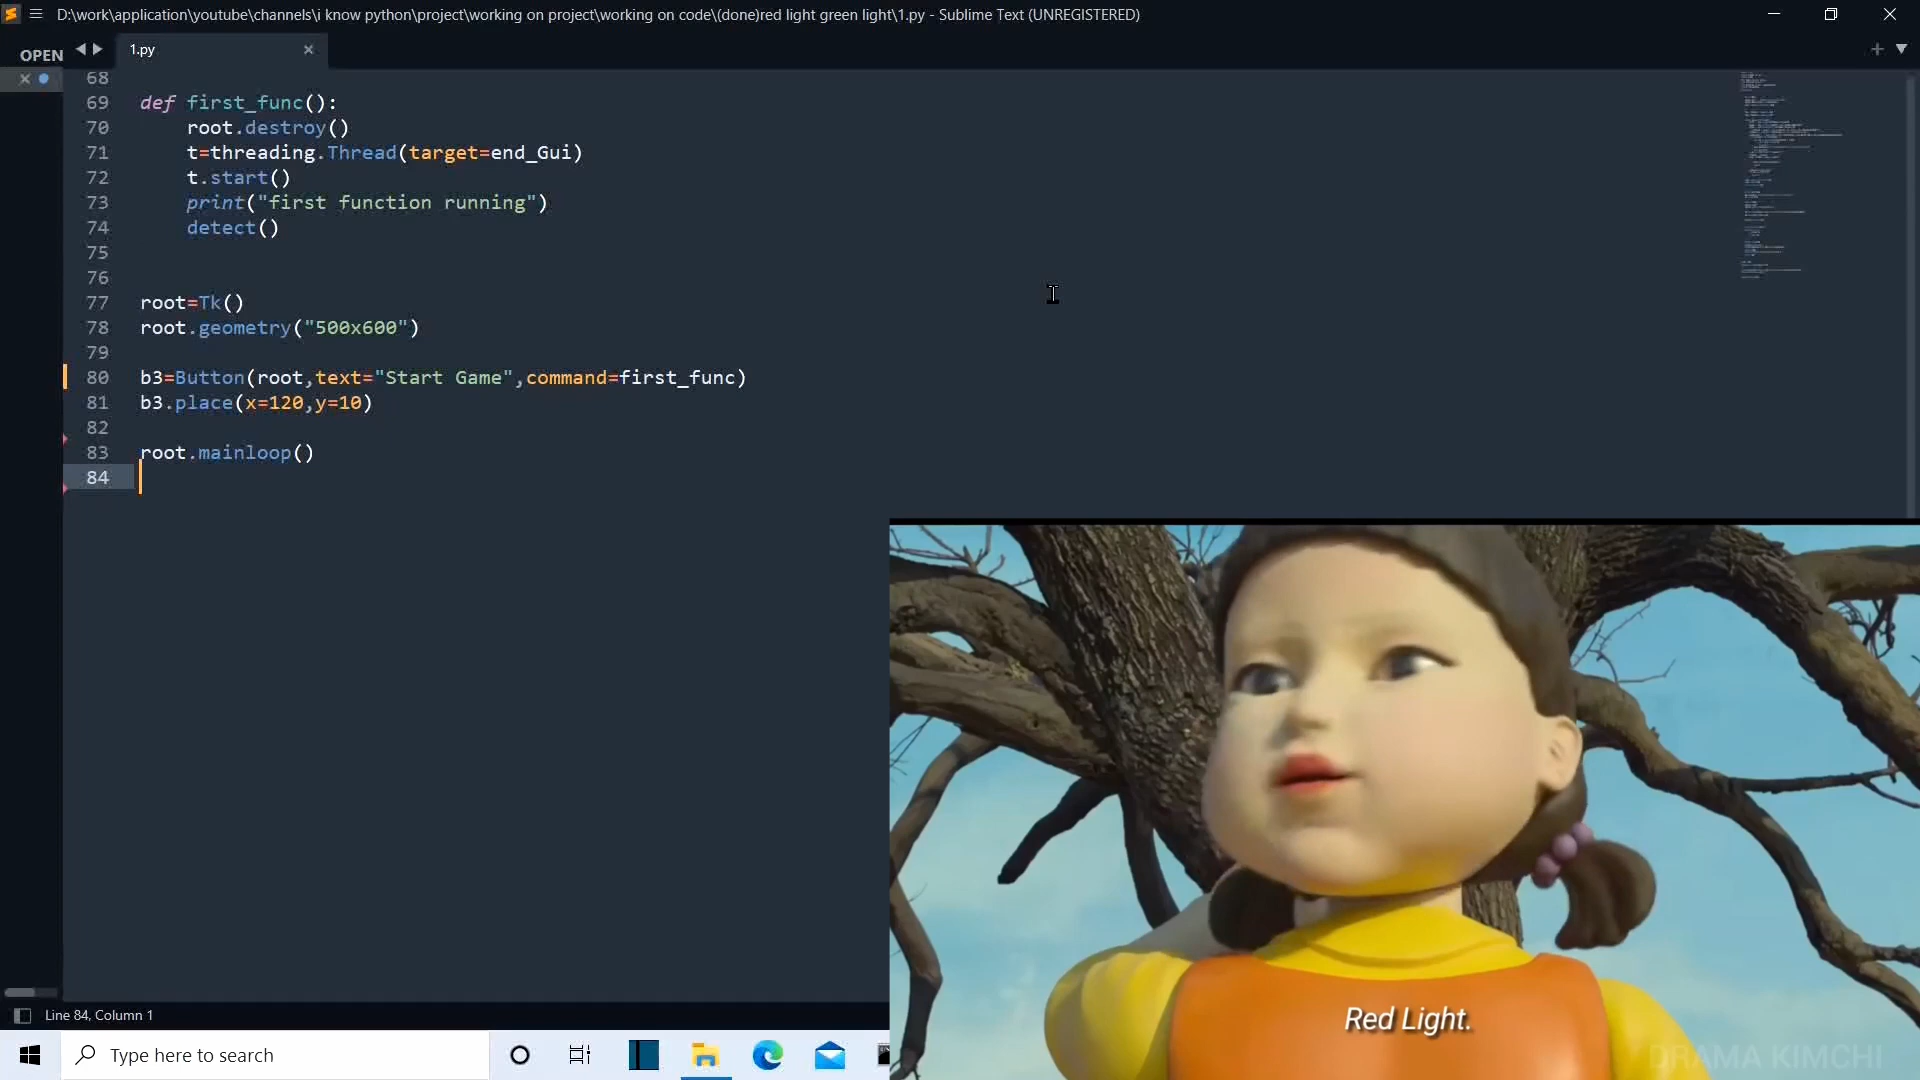 D:\work\application\youtube\channels\i know python\project\working on project\working on code\(done)red light green light\1.py - Sublime Text (UNREGISTERED)
OPEN
1.py
68
69 def first_func():
70 root.destroy()
71 t=threading.Thread(target=end_Gui)
72 t.start()
73 print("first function running")
74 detect()
75
76
77 root=Tk()
78 root.geometry("500x600")
79
80 b3=Button(root,text="Start Game",command=first_func)
81 b3.place(x=120,y=10)
82
83 root.mainloop()
84
Red Light.
DRAMA KIMCHI
Line 84, Column 1
Type here to search